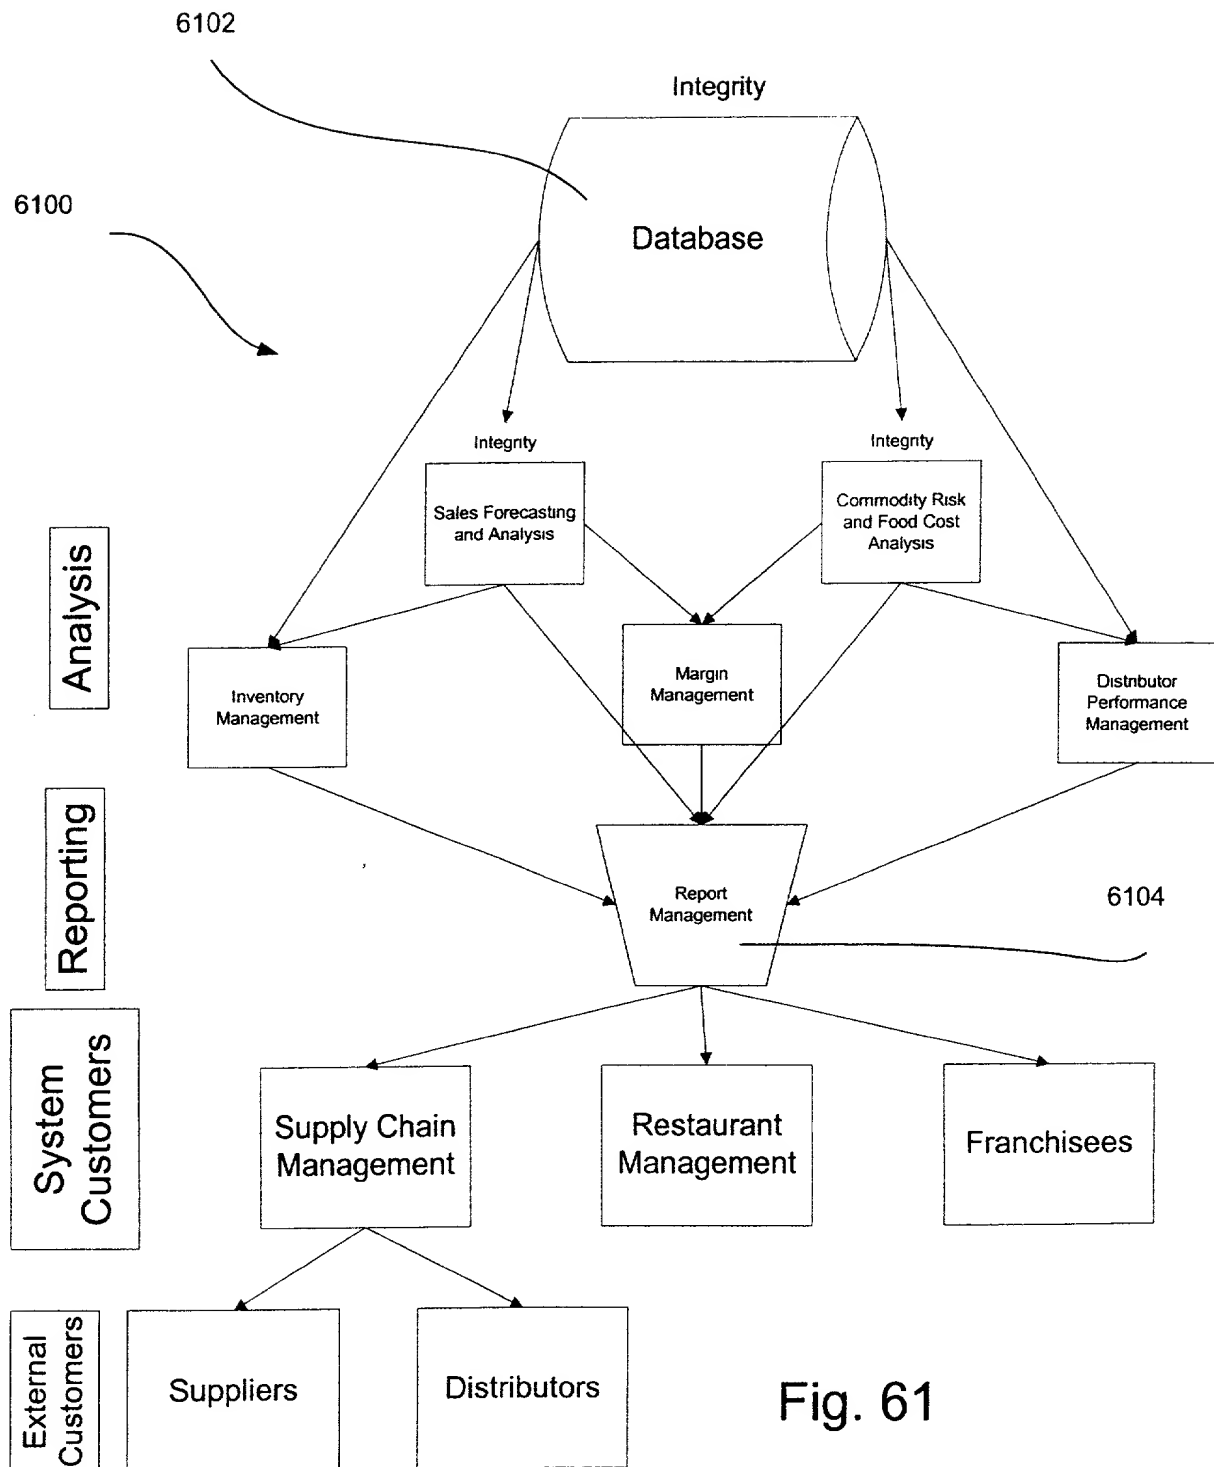 6102
Integrity
6100
Database
Integrity
Integrity
Sales Forecasting
and Analysis
Commodity Risk
and Food Cost
Analysis
Analysis
Inventory
Management
Margin
Management
Distributor
Performance
Management
Reporting
Report
Management
6104
System
Customers
Supply Chain
Management
Restaurant
Management
Franchisees
External
Customers
Suppliers
Distributors
Fig. 61